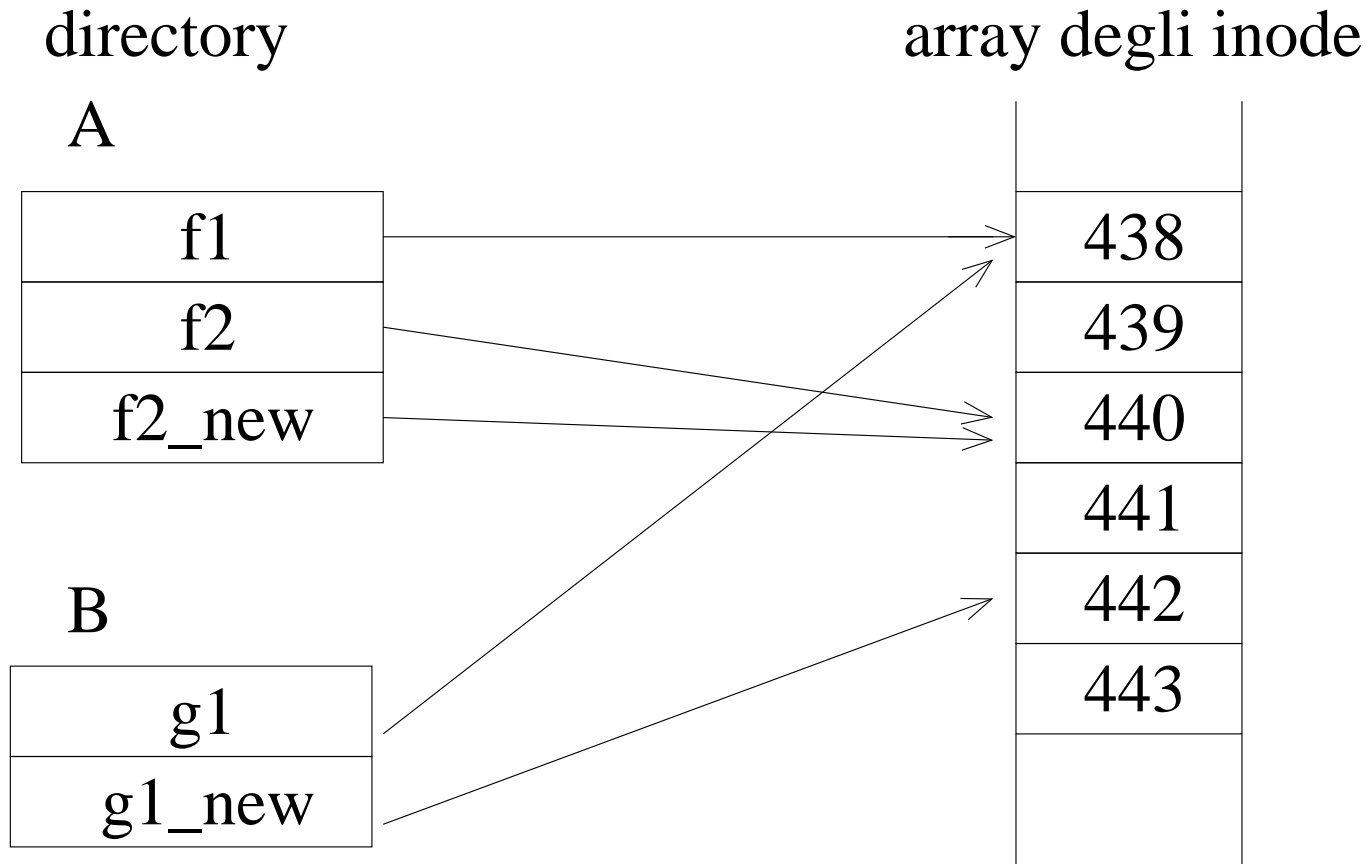 directory
array degli inode
A
f1
f2
f2_new
B
g1
g1_new
438
439
440
441
442
443